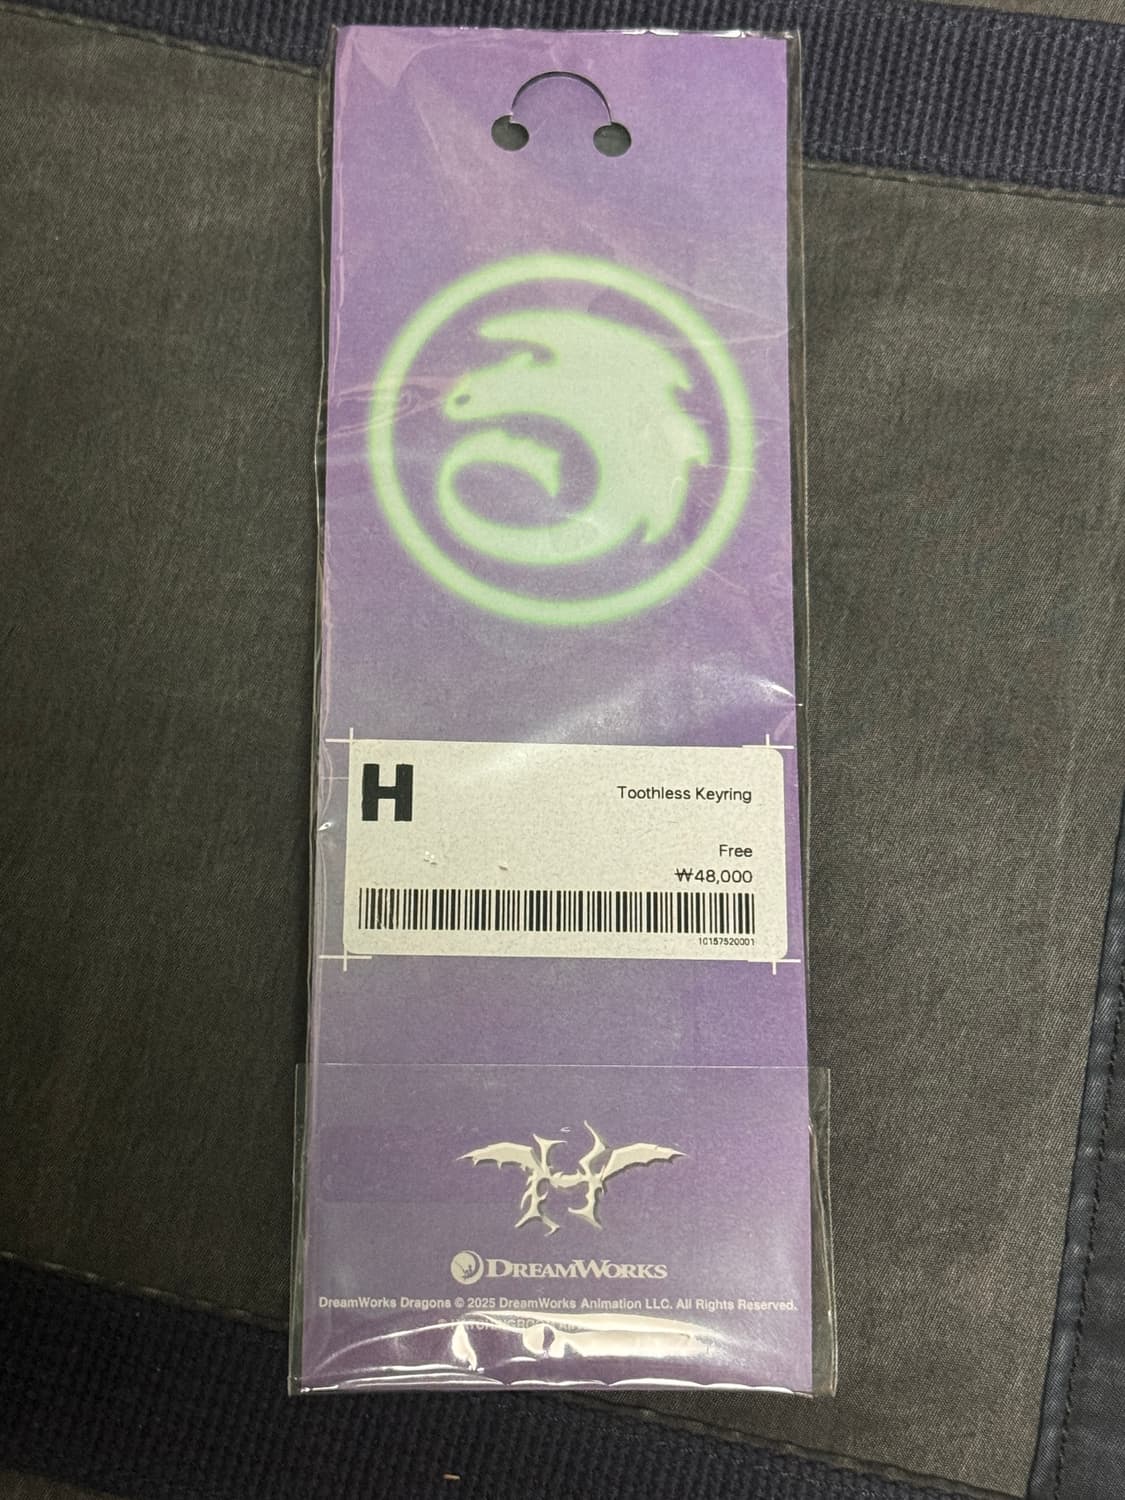 H
Toothless Keyring
Free
₩48,000
10157520001
DREAMWORKS
DreamWorks Dragons © 2025 DreamWorks Animation LLC. All Rights Reserved.
©